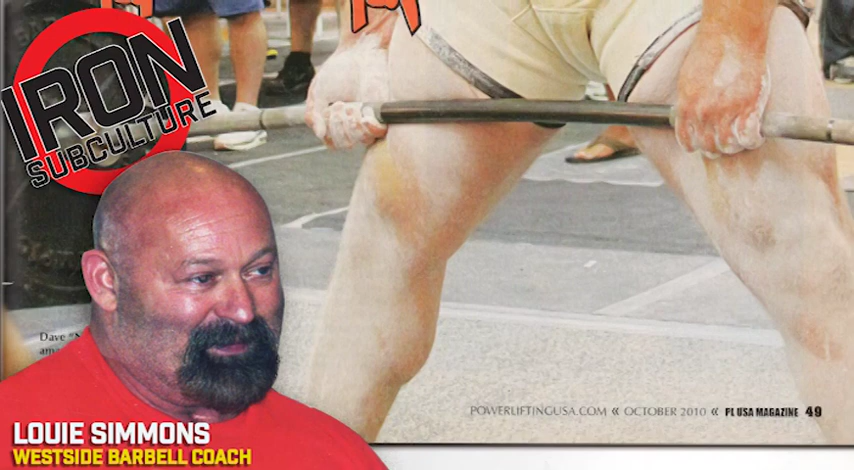 IRON
SUBCULTURE
Dave
POWERLIFTINGUSA.COM « OCTOBER 2010 « PL USA MAGAZINE 49
LOUIE SIMMONS
WESTSIDE BARBELL COACH